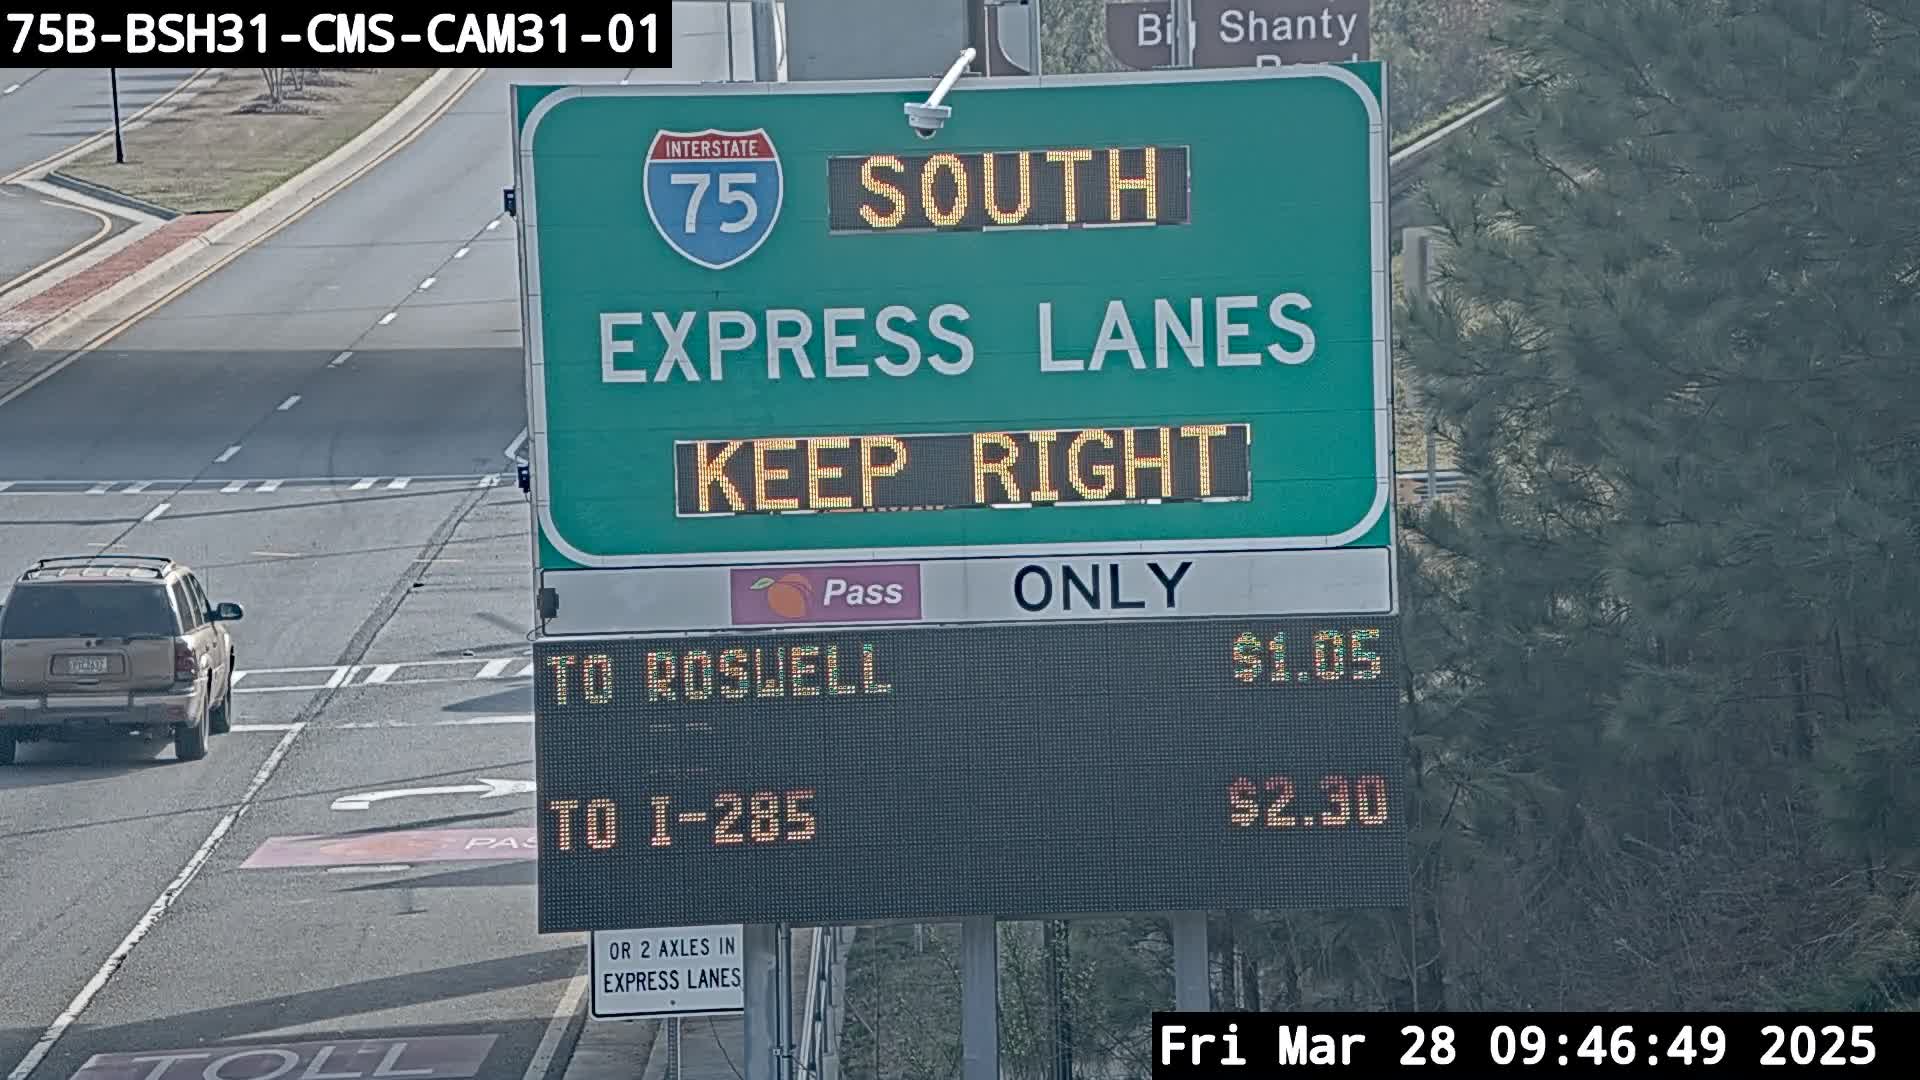 75B-BSH31-CMS-CAM31-01
Big Shanty
INTERSTATE
75
SOUTH
EXPRESS LANES
KEEP RIGHT
Pass ONLY
TO ROSWELL $1.05
TO I-285 $2.30
OR 2 AXLES IN
EXPRESS LANES
TOLL
Fri Mar 28 09:46:49 2025